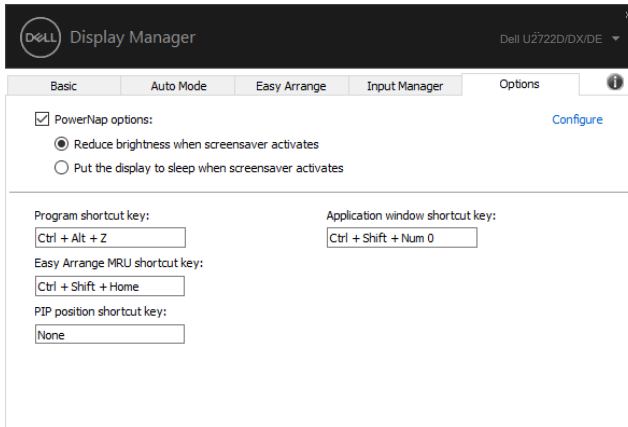 DELL Display Manager
Dell U2722D/DX/DE
Basic Auto Mode Easy Arrange Input Manager Options
PowerNap options: Configure
Reduce brightness when screensaver activates
Put the display to sleep when screensaver activates
Program shortcut key: Application window shortcut key:
Ctrl + Alt + Z Ctrl + Shift + Num 0
Easy Arrange MRU shortcut key:
Ctrl + Shift + Home
PIP position shortcut key:
None